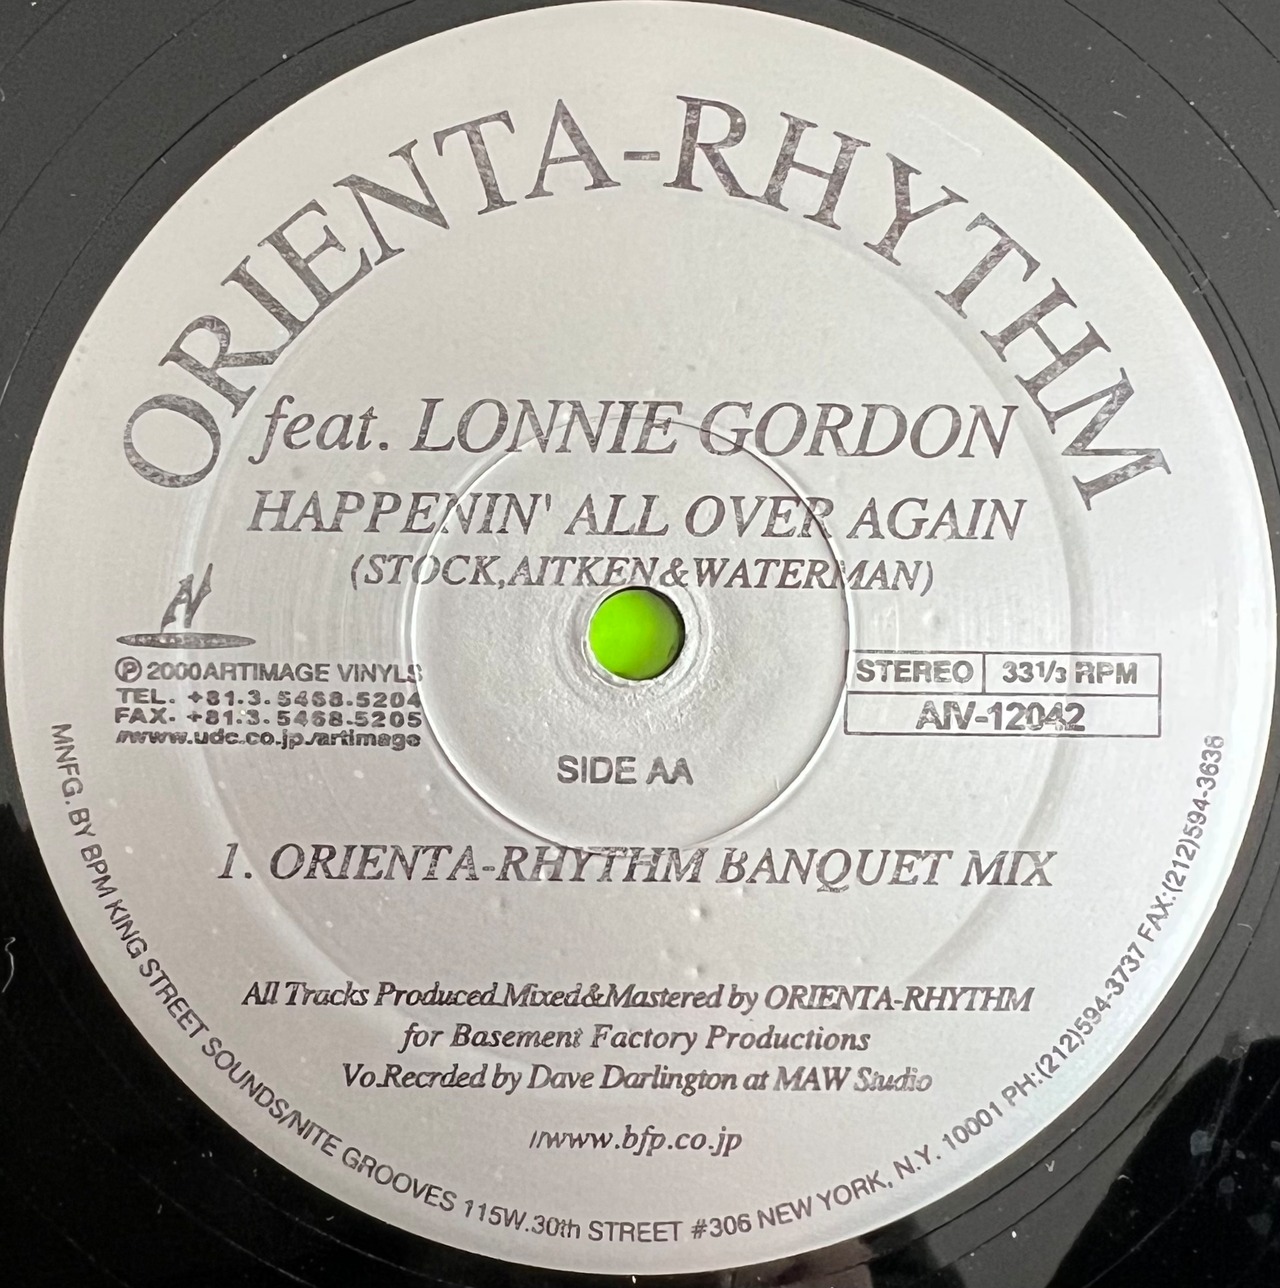 ORIENTA-RHYTHM
feat. LONNIE GORDON
HAPPENIN' ALL OVER AGAIN
(STOCK,AITKEN&WATERMAN)
AV
Ⓟ 2000ARTIMAGE VINYLS
TEL. +81.3.5468.5204
FAX. +81.3.5468.5205
//www.udc.co.jp./artimage
STEREO 33 1/3 RPM
AIV-12042
SIDE AA
1. ORIENTA-RHYTHM BANQUET MIX
All Tracks Produced.Mixed&Mastered by ORIENTA-RHYTHM
for Basement Factory Productions
Vo.Recrded by Dave Darlington at MAW Studio
//www.bfp.co.jp
MNFG. BY BPM KING STREET SOUNDS/NITE GROOVES 115W.30th STREET #306 NEW YORK, N.Y. 10001 PH:(212)594-3737 FAX:(212)594-3636